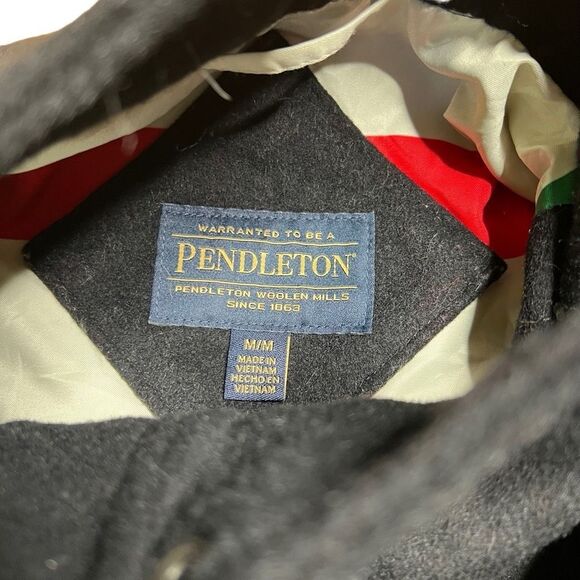 WARRANTED TO BE A
PENDLETON®
PENDLETON WOOLEN MILLS
SINCE 1863
M/M
MADE IN
VIETNAM
HECHO EN
VIETNAM